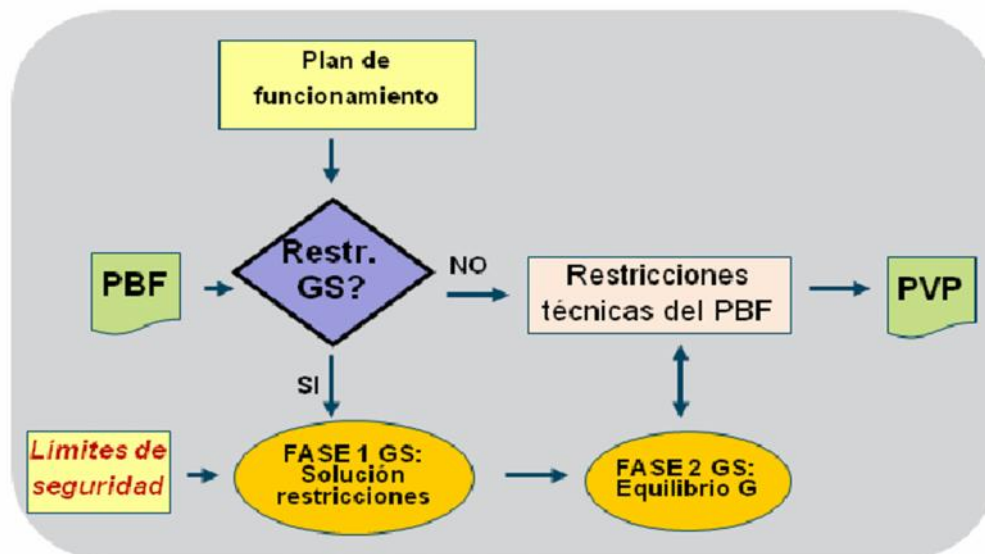 Plan de
funcionamiento
PBF
Restr.
GS?
NO
Restricciones
técnicas del PBF
PVP
SI
Límites de
seguridad
FASE 1 GS:
Solución
restricciones
FASE 2 GS:
Equilibrio G